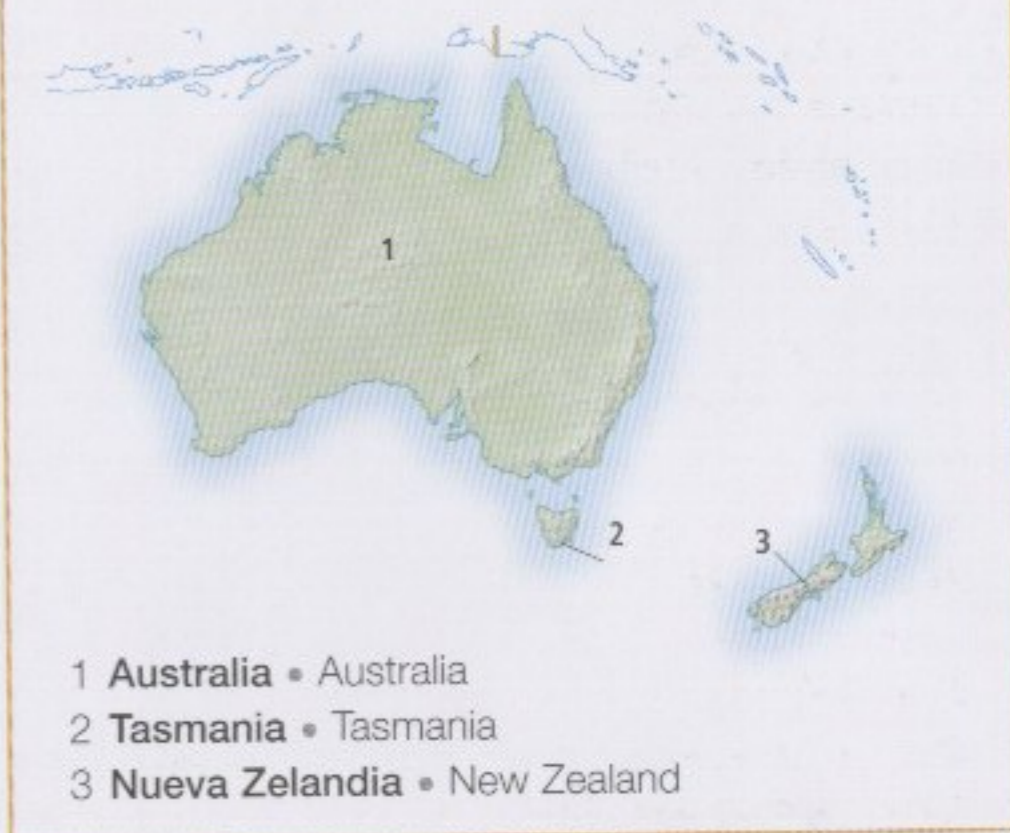 1
2
3
1 Australia • Australia
2 Tasmania • Tasmania
3 Nueva Zelandia • New Zealand